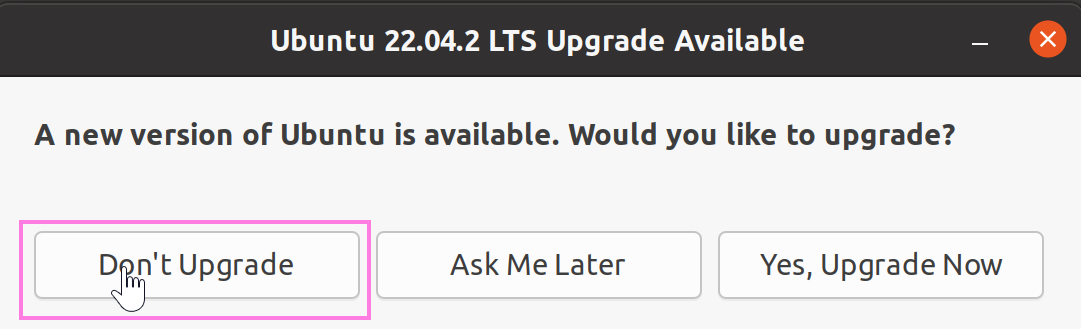 Ubuntu 22.04.2 LTS Upgrade Available
A new version of Ubuntu is available. Would you like to upgrade?
Don't Upgrade
Ask Me Later
Yes, Upgrade Now